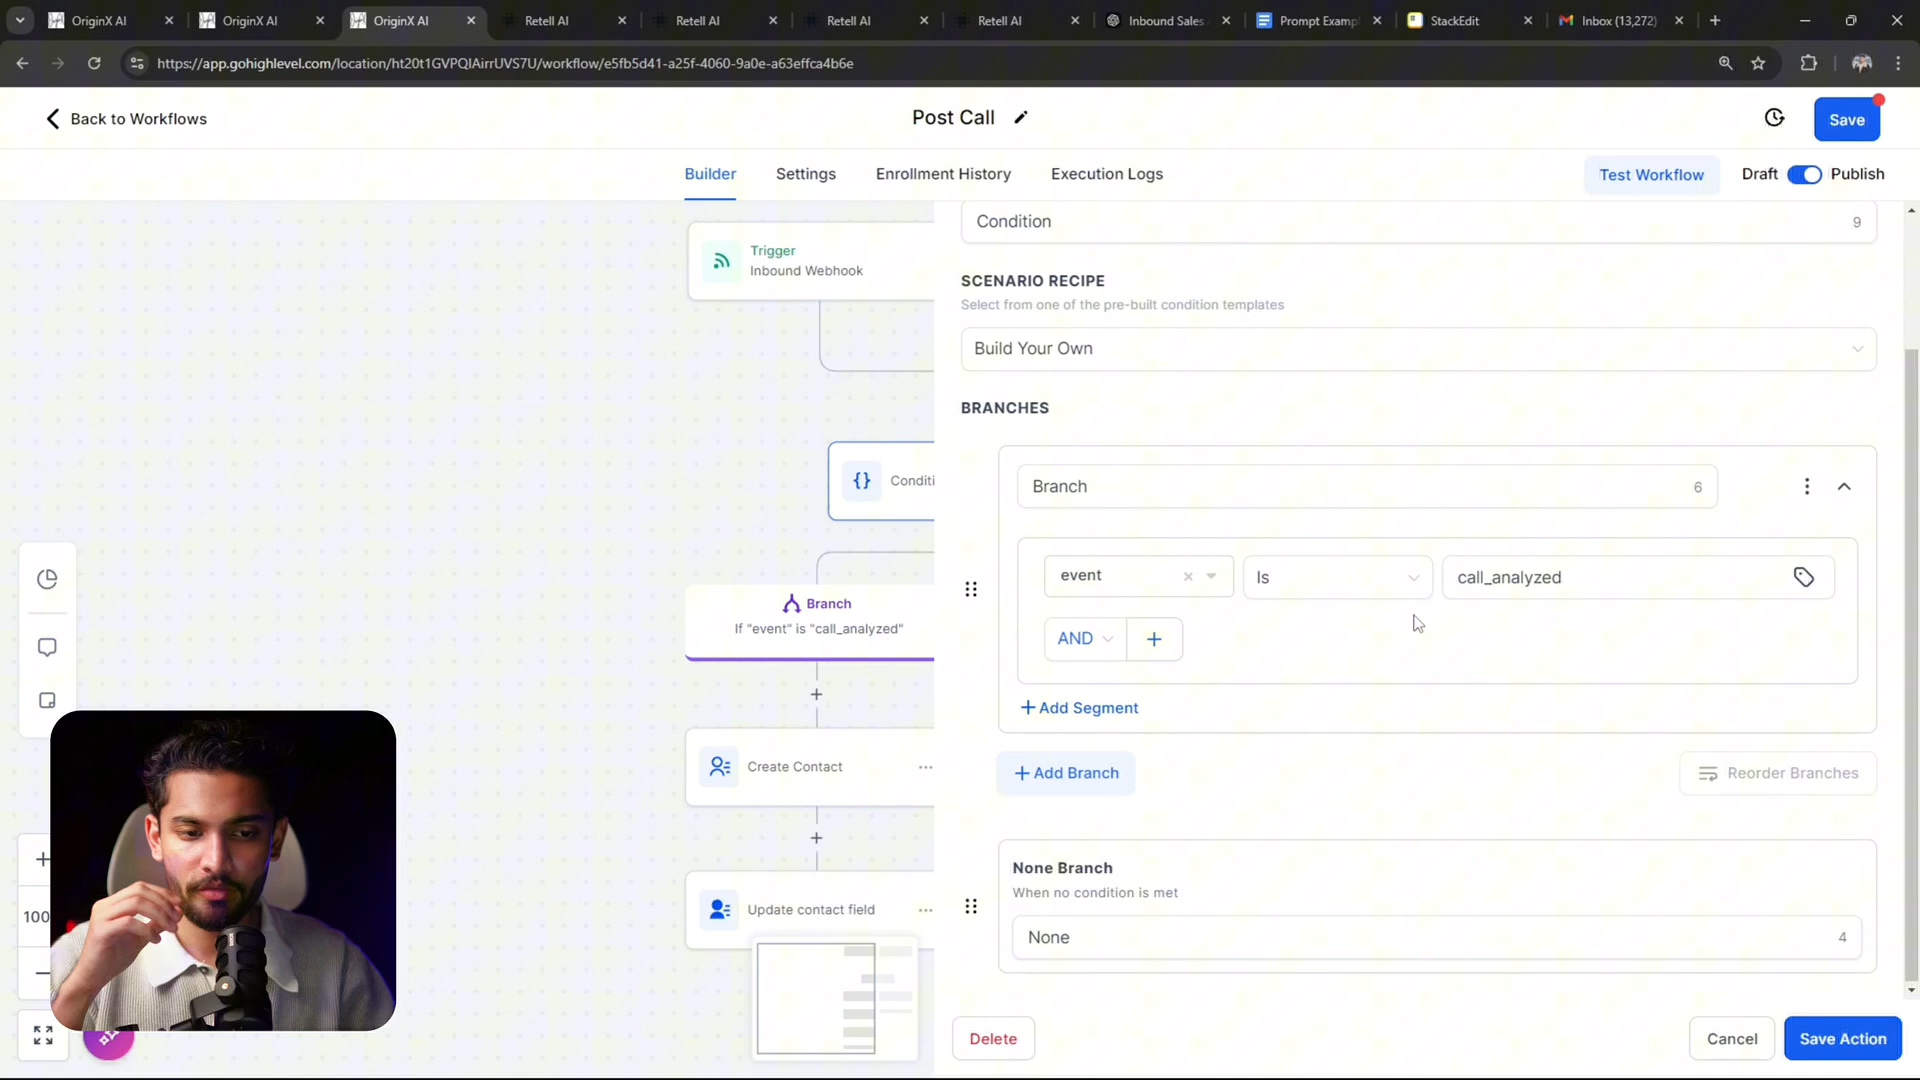 OriginX AI
OriginX AI
OriginX AI
Retell AI
Retell AI
Retell AI
Retell AI
Inbound Sales
Prompt Examp
StackEdit
Inbox (13,272)
https://app.gohighlevel.com/location/ht20t1GVPQIAirrUVS7U/workflow/e5fb5d41-a25f-4060-9a0e-a63effca4b6e
Back to Workflows
Post Call
Save
Builder
Settings
Enrollment History
Execution Logs
Test Workflow
Draft
Publish
Trigger
Inbound Webhook
Conditi
Branch
If "event" is "call_analyzed"
Create Contact
Update contact field
100
Condition
9
SCENARIO RECIPE
Select from one of the pre-built condition templates
Build Your Own
BRANCHES
Branch
6
event
Is
call_analyzed
AND
Add Segment
Add Branch
Reorder Branches
None Branch
When no condition is met
None
4
Delete
Cancel
Save Action